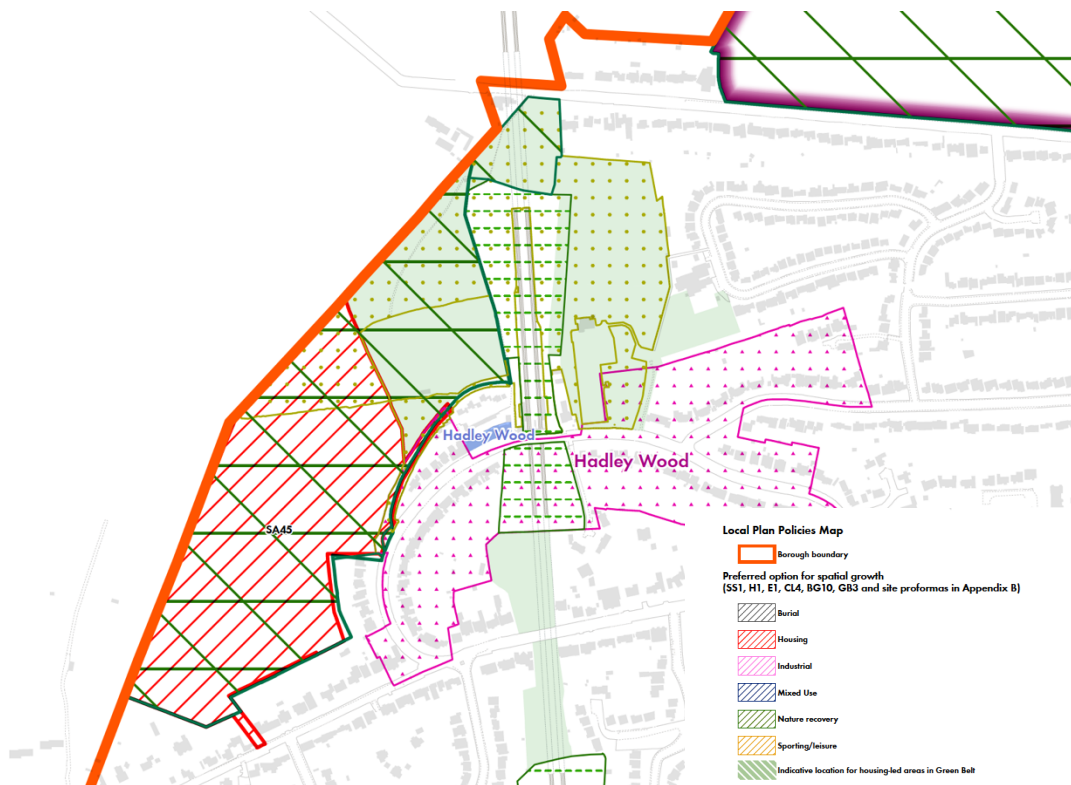 Hadley Wood
Hadley Wood
SA45
Local Plan Policies Map
Borough boundary
Preferred option for spatial growth
(SS1, H1, E1, CL4, BG10, GB3 and site proformas in Appendix B)
Burial
Housing
Industrial
Mixed Use
Nature recovery
Sporting/leisure
Indicative location for housing-led areas in Green Belt